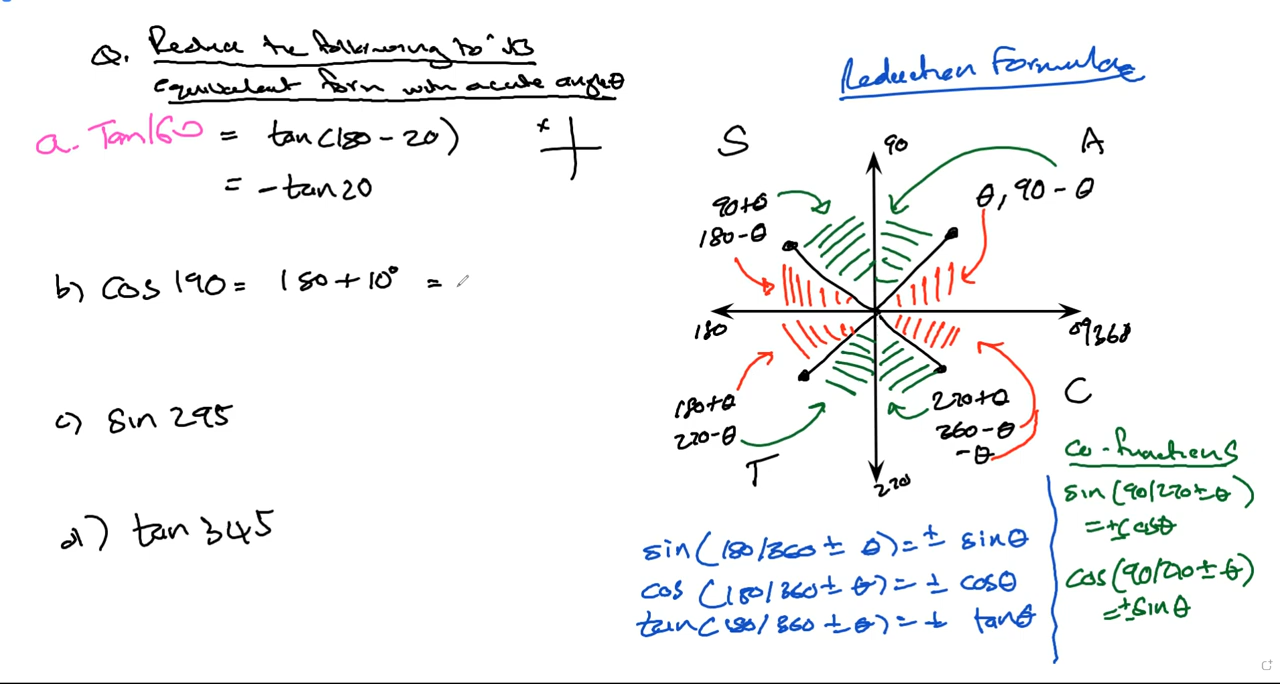 Q. Reduce the following to its
equivalent form with acute angle θ
a. Tan160 = tan(180 - 20)
= -tan20
b) cos 190 = 180 + 10° =
c) sin 295
d) tan 345
Reduction Formulae
S
90
A
90+θ
180-θ
θ, 90 - θ
180
0/360
180+θ
270-θ
T
270
270+θ
360-θ
-θ
C
sin(180/360 ± θ) = ± sinθ
cos(180/360 ± θ) = ± cosθ
tan(180/360 ± θ) = ± tanθ
co-functions
sin(90/270 ± θ)
= ± cosθ
cos(90/270 ± θ)
= ± sinθ